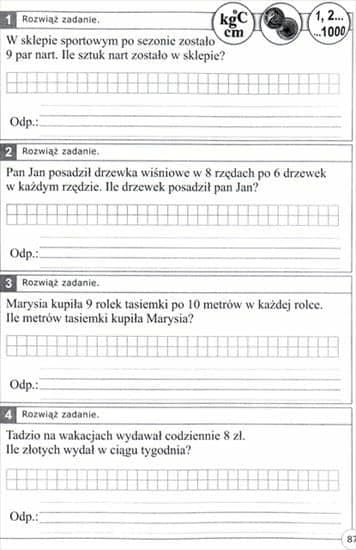 1 Rozwiąż zadanie.
kg°C
cm
2
1, 2...
...1000
W sklepie sportowym po sezonie zostało
9 par nart. Ile sztuk nart zostało w sklepie?
Odp.:
2 Rozwiąż zadanie.
Pan Jan posadził drzewka wiśniowe w 8 rzędach po 6 drzewek
w każdym rzędzie. Ile drzewek posadził pan Jan?
Odp.:
3 Rozwiąż zadanie.
Marysia kupiła 9 rolek tasiemki po 10 metrów w każdej rolce.
Ile metrów tasiemki kupiła Marysia?
Odp.:
4 Rozwiąż zadanie.
Tadzio na wakacjach wydawał codziennie 8 zł.
Ile złotych wydał w ciągu tygodnia?
Odp.:
87